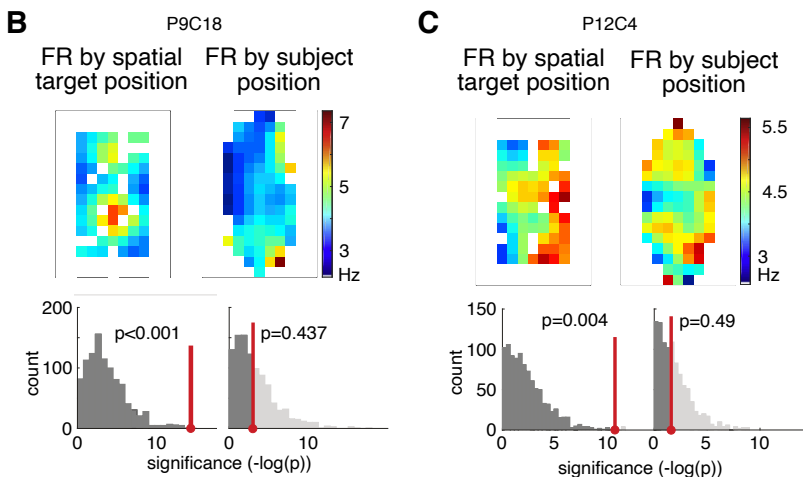 B
P9C18
FR by spatial target position
FR by subject position
7
5
3
Hz
200
100
0
count
p<0.001
p=0.437
0
10
10
significance (-log(p))
C
P12C4
FR by spatial target position
FR by subject position
5.5
4.5
3
Hz
150
100
50
0
count
p=0.004
p=0.49
0
5
10
0
5
10
significance (-log(p))